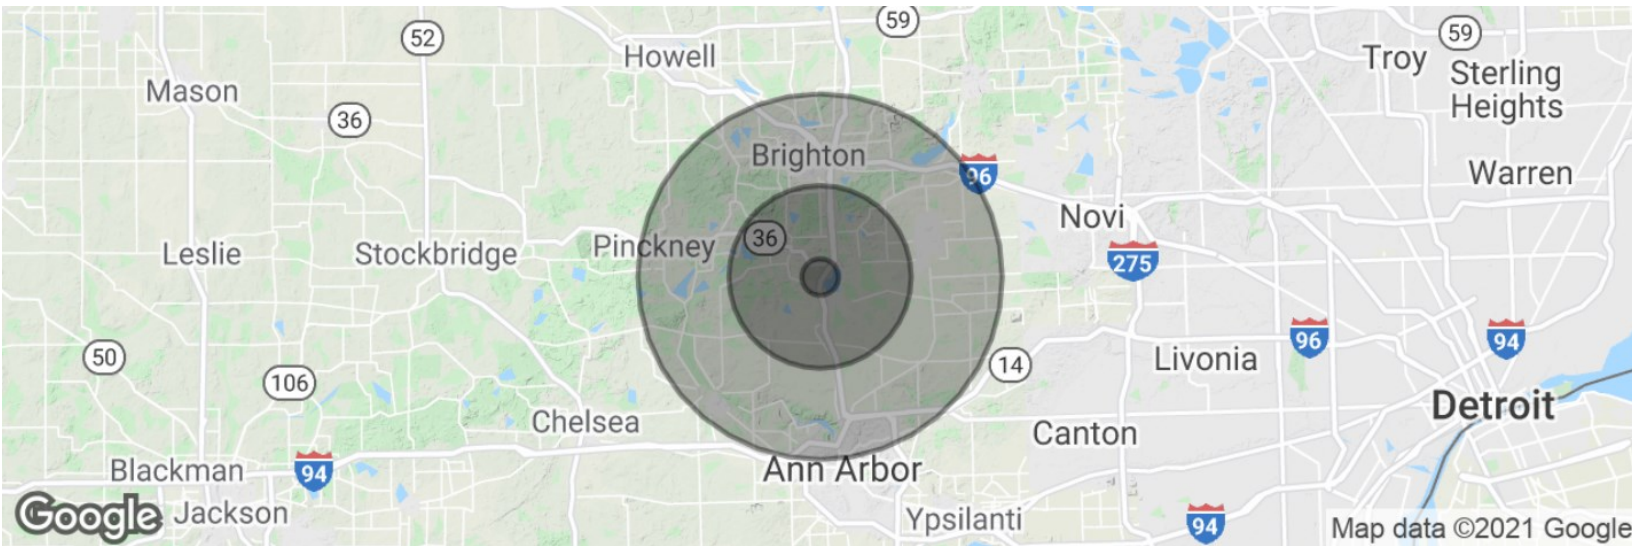 59
52
59
Howell
Troy
Sterling
Heights
Mason
36
Brighton
96
Warren
Novi
36
Pinckney
Leslie
Stockbridge
275
96
94
50
14
Livonia
106
Detroit
Chelsea
Canton
Blackman
94
Ann Arbor
Google
Jackson
Ypsilanti
94
Map data ©2021 Google